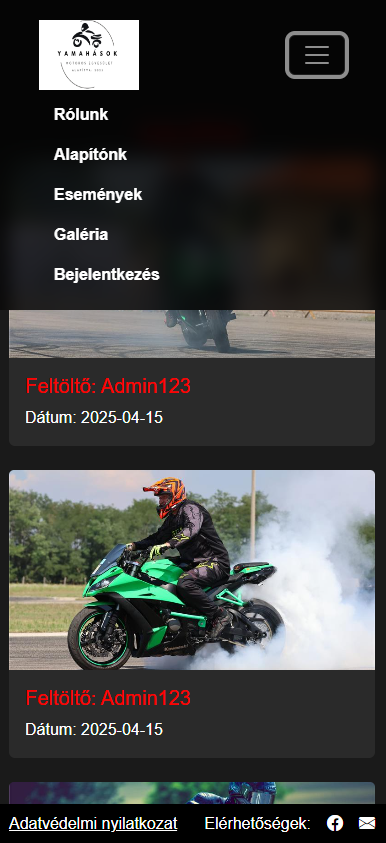 YAMAHÁSOK
Rólunk
Alapítónk
Események
Galéria
Bejelentkezés
Feltöltő: Admin123
Dátum: 2025-04-15
Feltöltő: Admin123
Dátum: 2025-04-15
Adatvédelmi nyilatkozat Elérhetőségek: